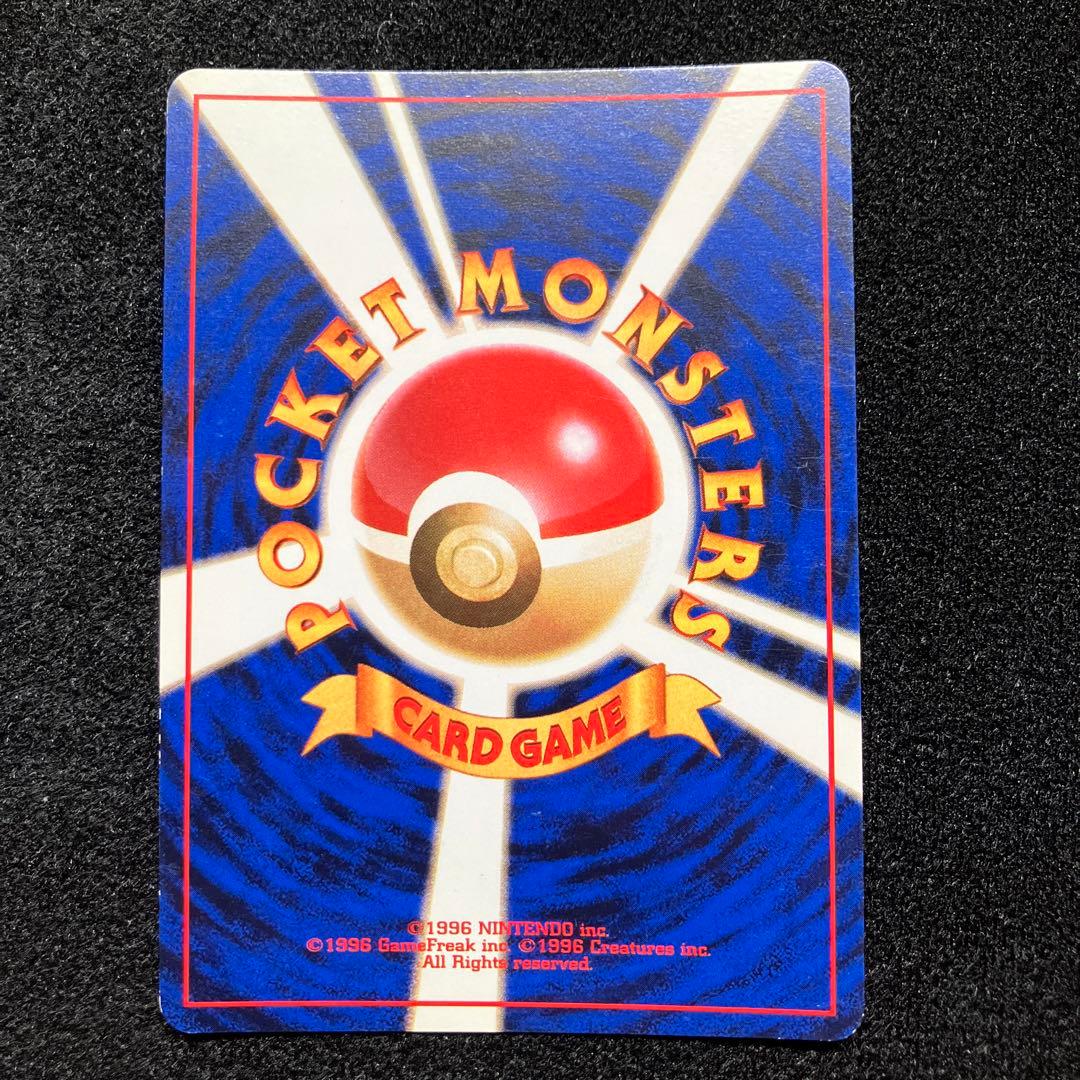 POCKET MONSTERS
CARD GAME
©1996 NINTENDO inc.
©1996 GameFreak inc. ©1996 Creatures inc.
All Rights reserved.